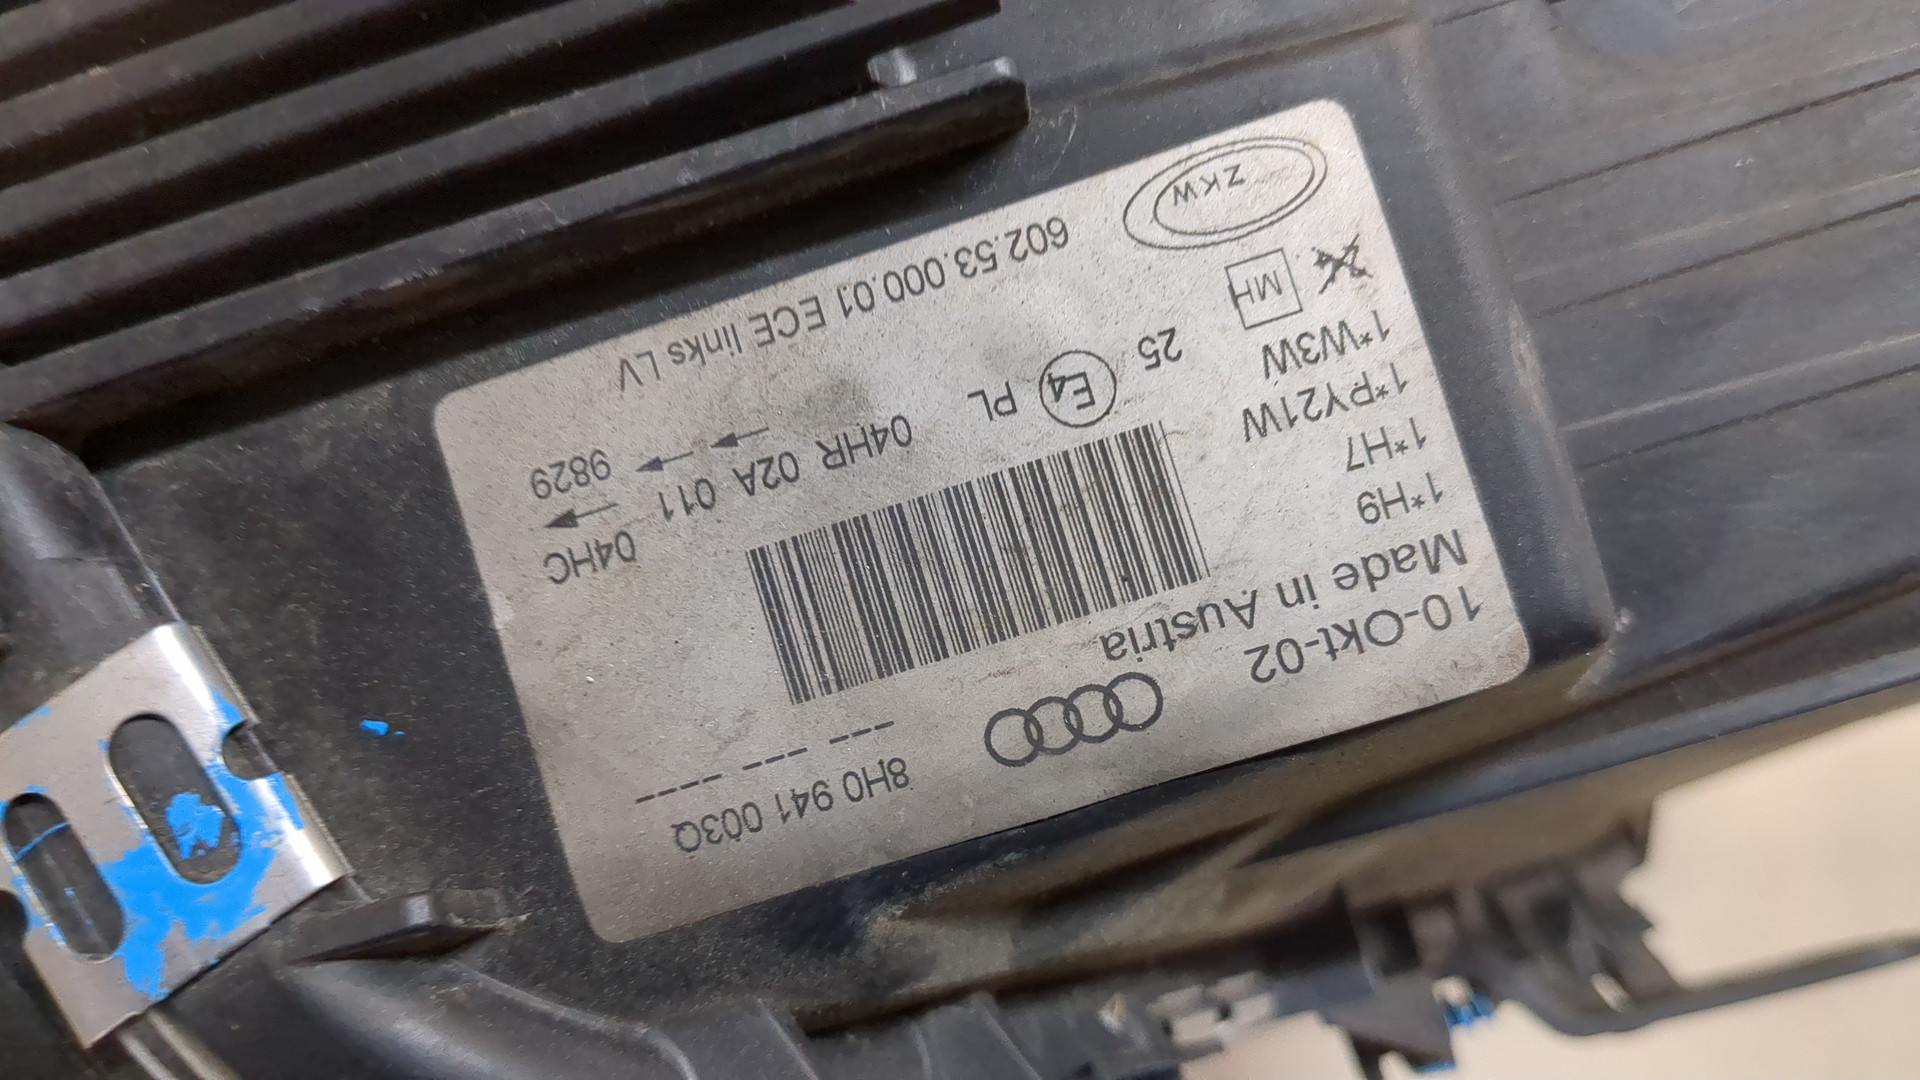 8H0 941 003Q
---- --- ---
10-Okt-02
Made in Austria
1*H9
1*H7
1*PY21W
1*W3W
MH
ZKW
04HC
04HR 02A 011 9829
25 E4 PL
602.53.000.01 ECE links LV